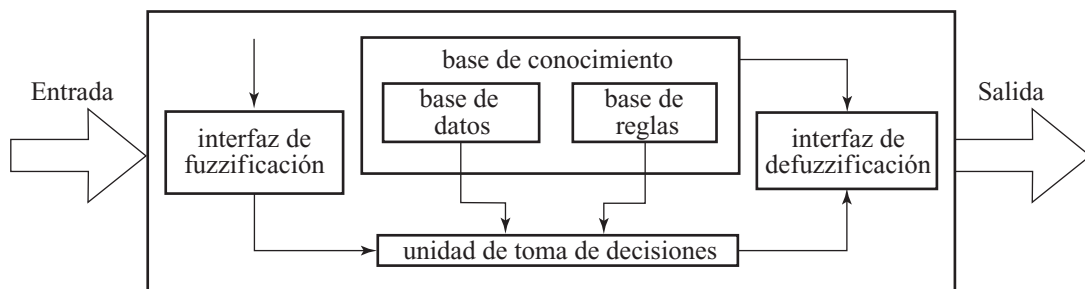 Entrada
interfaz de
fuzzificación
base de conocimiento
base de
datos
base de
reglas
unidad de toma de decisiones
interfaz de
defuzzificación
Salida